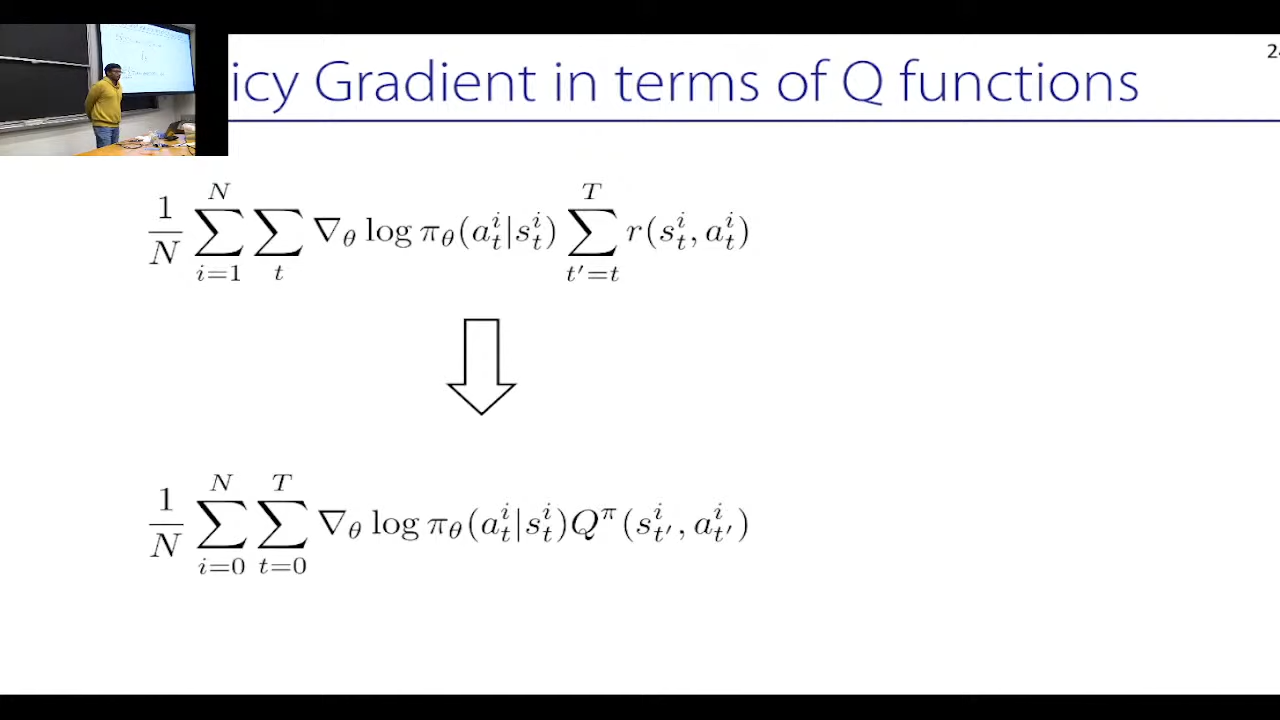 icy Gradient in terms of Q functions
24
\frac{1}{N} \sum_{i=1}^{N} \sum_{t} \nabla_\theta \log \pi_\theta(a_t^i|s_t^i) \sum_{t'=t}^{T} r(s_t^i, a_t^i)
\frac{1}{N} \sum_{i=0}^{N} \sum_{t=0}^{T} \nabla_\theta \log \pi_\theta(a_t^i|s_t^i) Q^\pi(s_{t'}^i, a_{t'}^i)